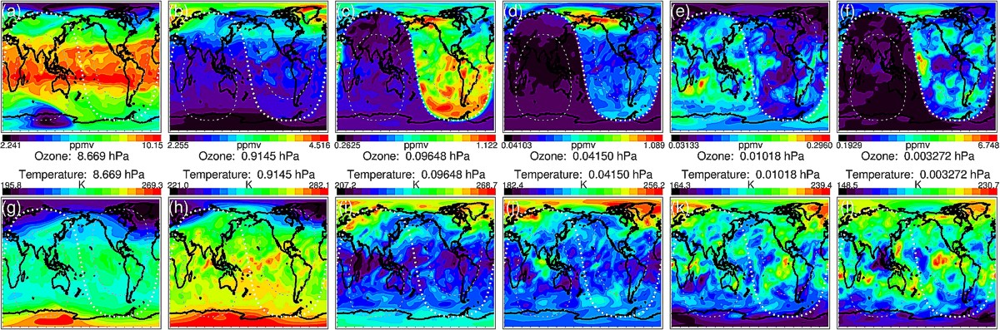 (a) (b) (c) (d) (e) (f)
ppmv ppmv ppmv ppmv ppmv ppmv
2.241 10.15 2.255 4.516 0.2625 1.122 0.04103 1.089 0.03133 0.2960 0.1929 6.748
Ozone: 8.669 hPa Ozone: 0.9145 hPa Ozone: 0.09648 hPa Ozone: 0.04150 hPa Ozone: 0.01018 hPa Ozone: 0.003272 hPa
Temperature: 8.669 hPa Temperature: 0.9145 hPa Temperature: 0.09648 hPa Temperature: 0.04150 hPa Temperature: 0.01018 hPa Temperature: 0.003272 hPa
195.8 K 269.3 221.0 K 282.1 207.2 K 268.7 182.4 K 256.2 164.3 K 239.4 148.5 K 230.7
(g) (h) (i) (j) (k) (l)